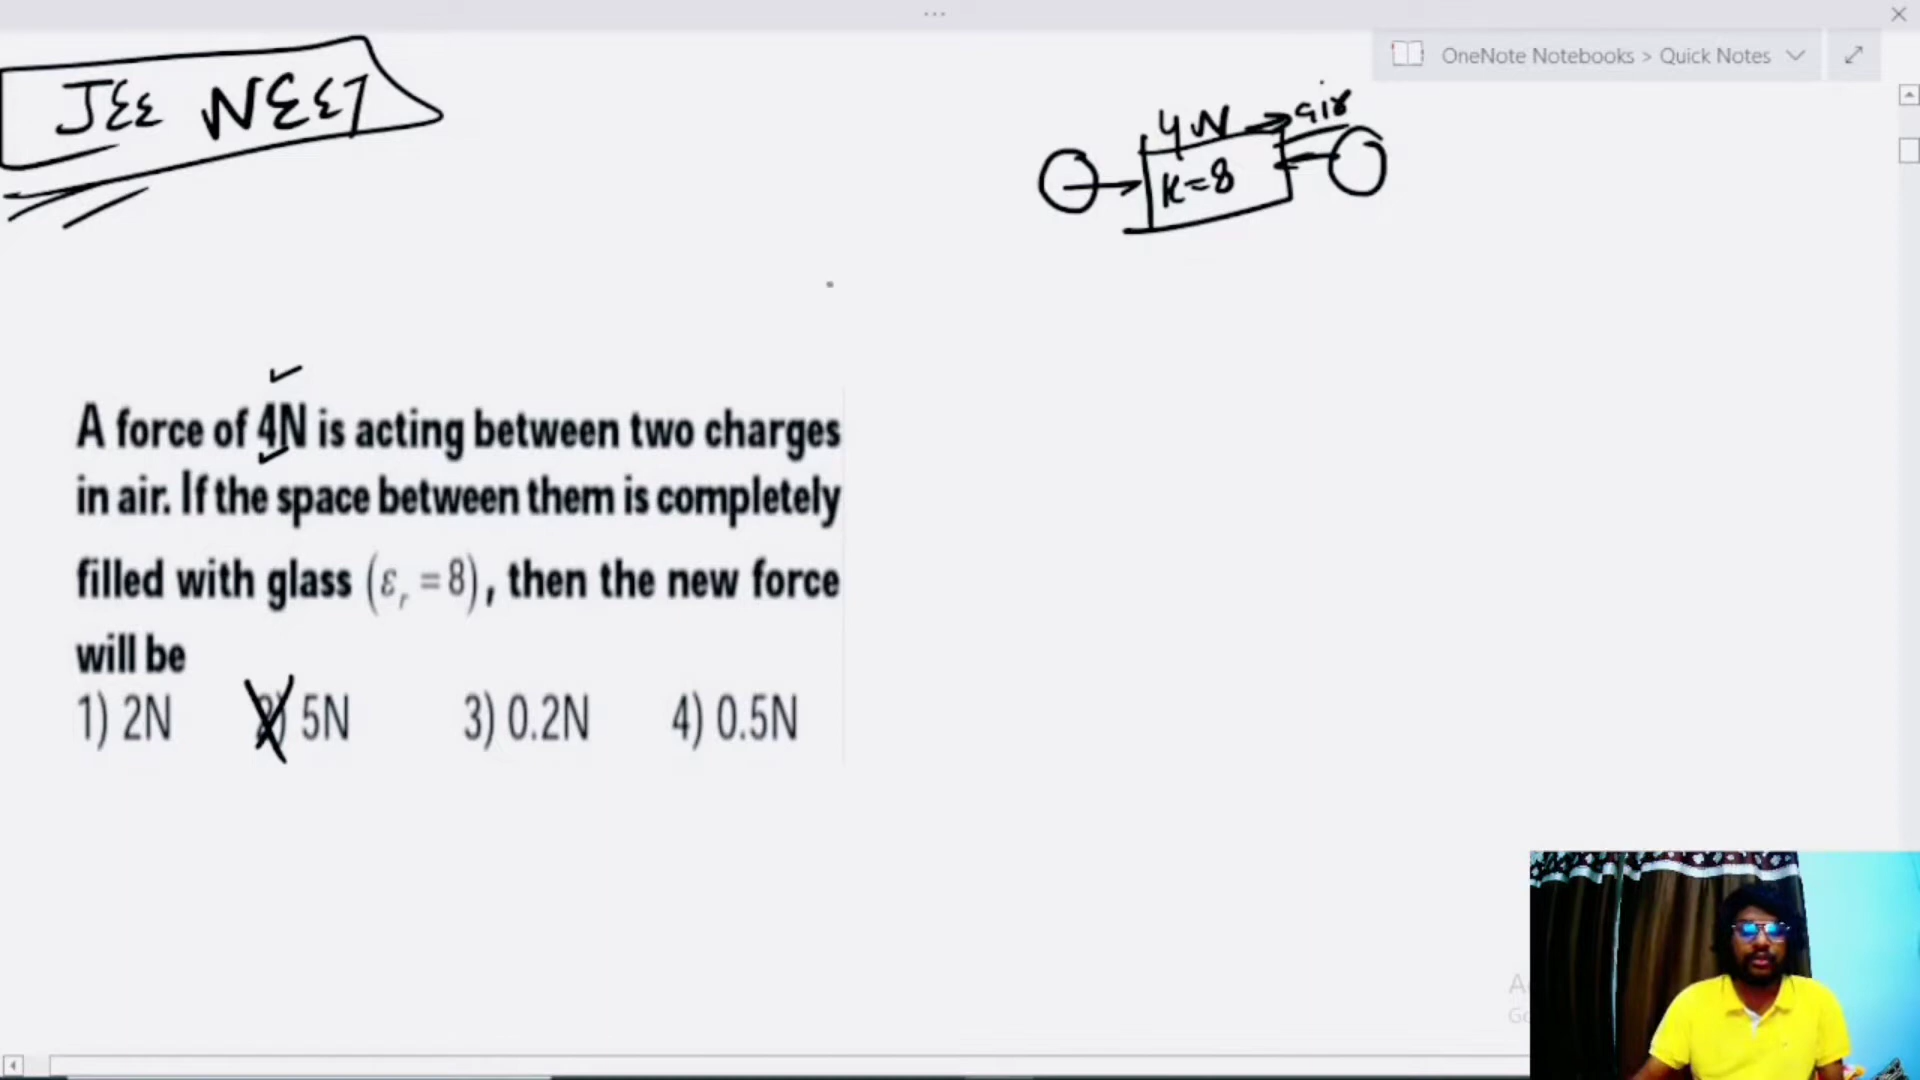 OneNote Notebooks > Quick Notes
JEE NEET
4N → air
K=8
A force of 4N is acting between two charges
in air. If the space between them is completely
filled with glass (εr = 8), then the new force
will be
1) 2N 2) 5N 3) 0.2N 4) 0.5N